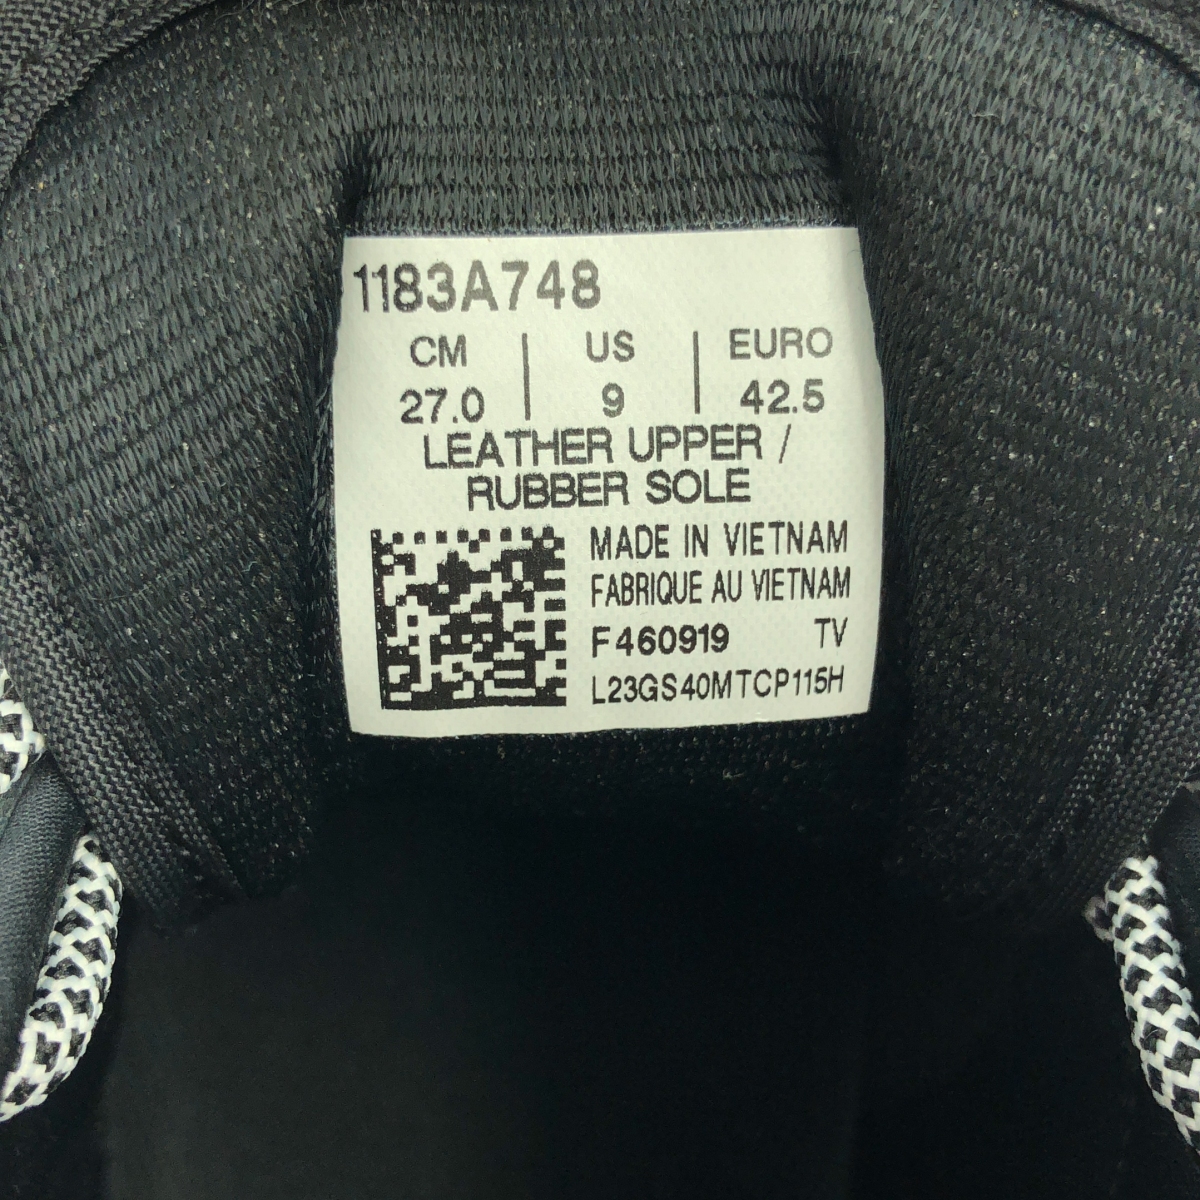 1183A748
CM | US | EURO
27.0 | 9 | 42.5
LEATHER UPPER /
RUBBER SOLE
MADE IN VIETNAM
FABRIQUE AU VIETNAM
F460919 TV
L23GS40MTCP115H